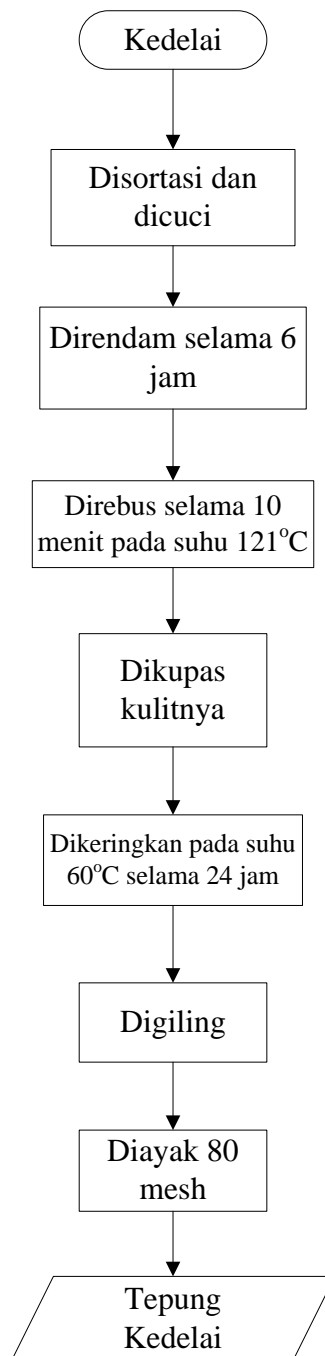 Kedelai
Disortasi dan
dicuci
Direndam selama 6
jam
Direbus selama 10
menit pada suhu 121°C
Dikupas
kulitnya
Dikeringkan pada suhu
60°C selama 24 jam
Digiling
Diayak 80
mesh
Tepung
Kedelai